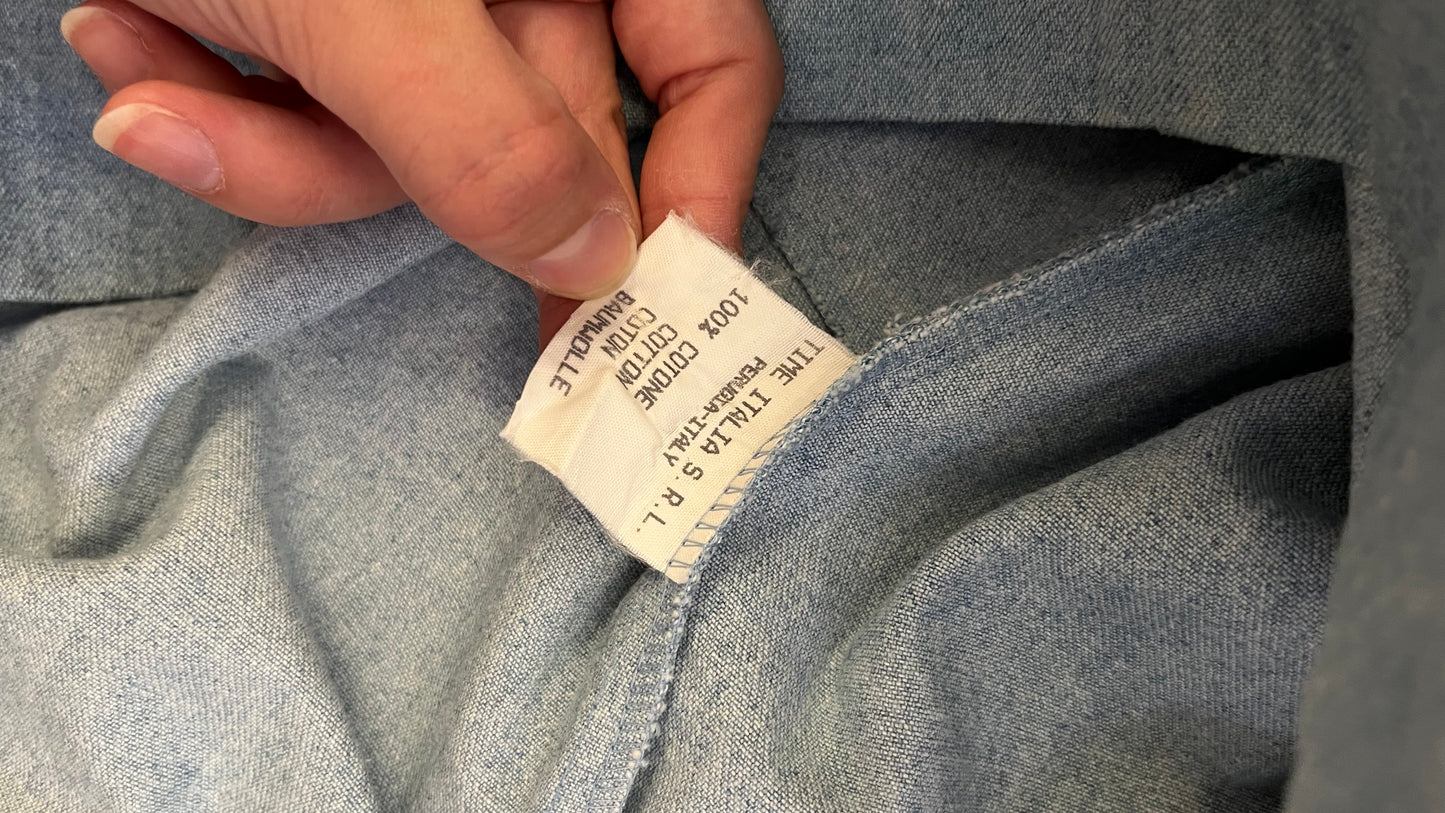 TIME ITALIA S.R.L.
PERUGIA-ITALY
100% COTONE
COTTON
COTON
BAUMWOLLE